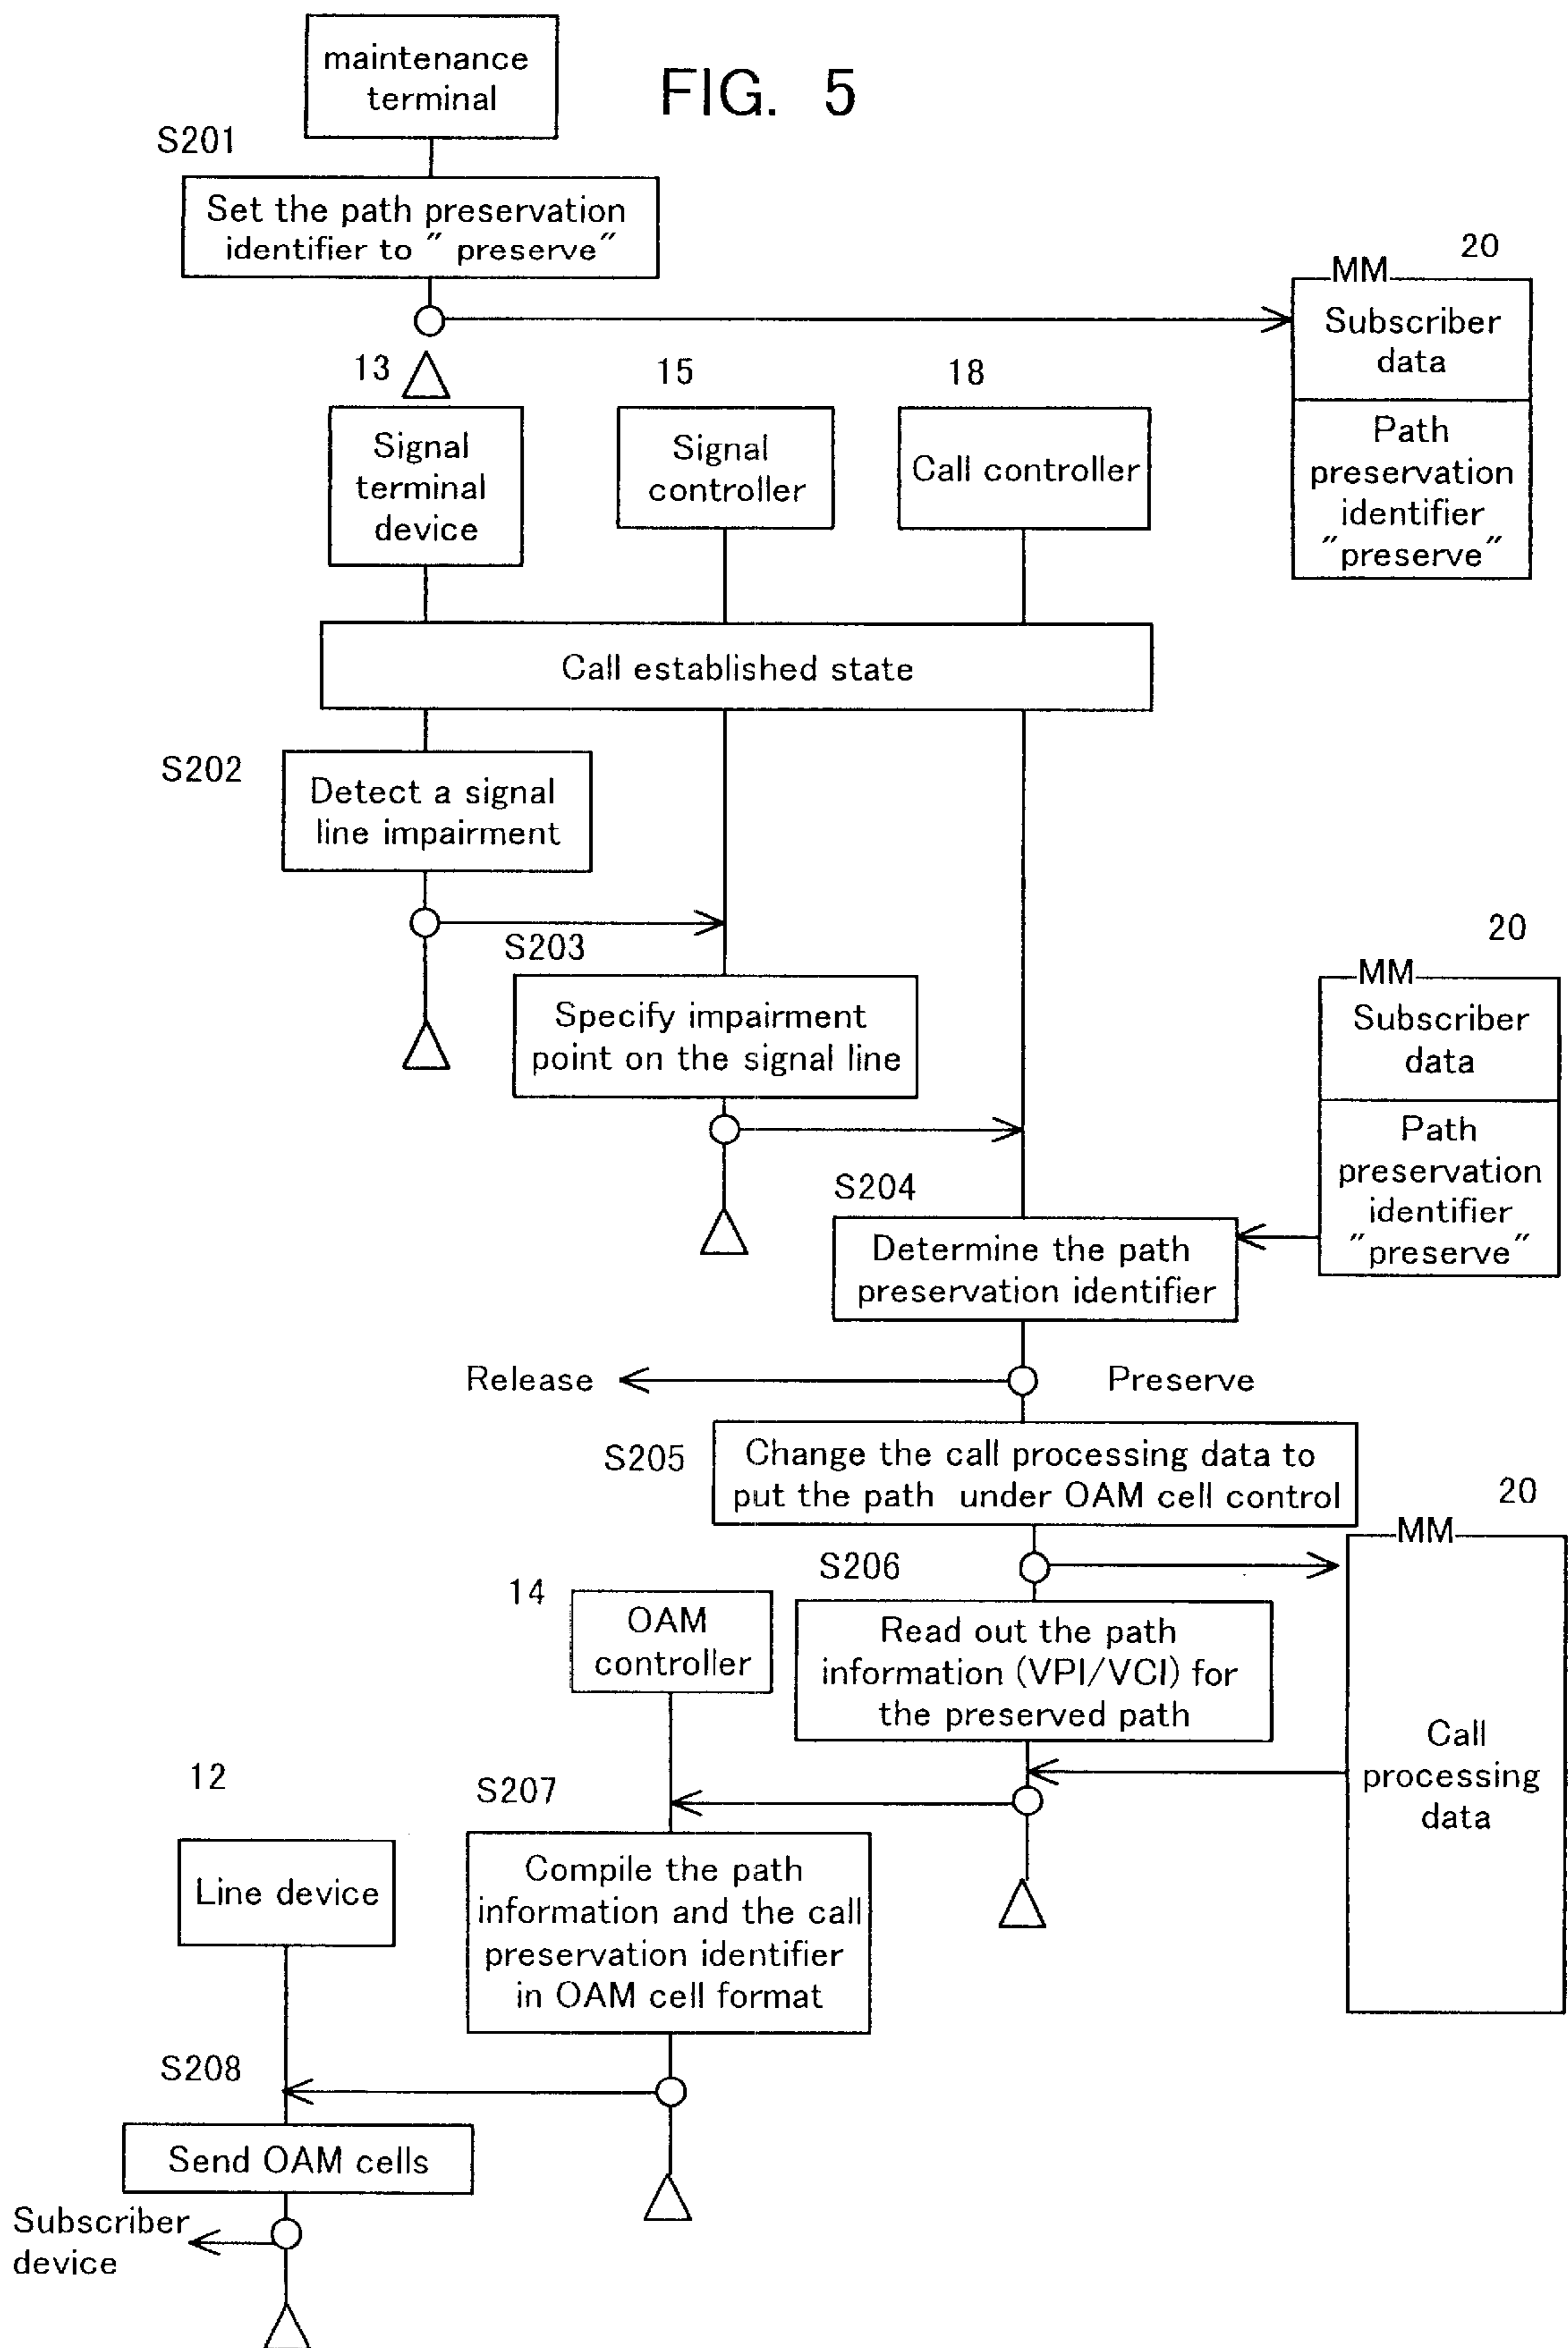 maintenance
terminal
FIG. 5
S201
Set the path preservation
identifier to " preserve"
20
MM
Subscriber
data
Path
preservation
identifier
"preserve"
13
15
18
Signal
terminal
device
Signal
controller
Call controller
Call established state
S202
Detect a signal
line impairment
S203
Specify impairment
point on the signal line
20
MM
Subscriber
data
Path
preservation
identifier
"preserve"
S204
Determine the path
preservation identifier
Release
Preserve
S205
Change the call processing data to
put the path under OAM cell control
20
MM
Call
processing
data
S206
Read out the path
information (VPI/VCI) for
the preserved path
14
OAM
controller
S207
Compile the path
information and the call
preservation identifier
in OAM cell format
12
Line device
S208
Send OAM cells
Subscriber
device